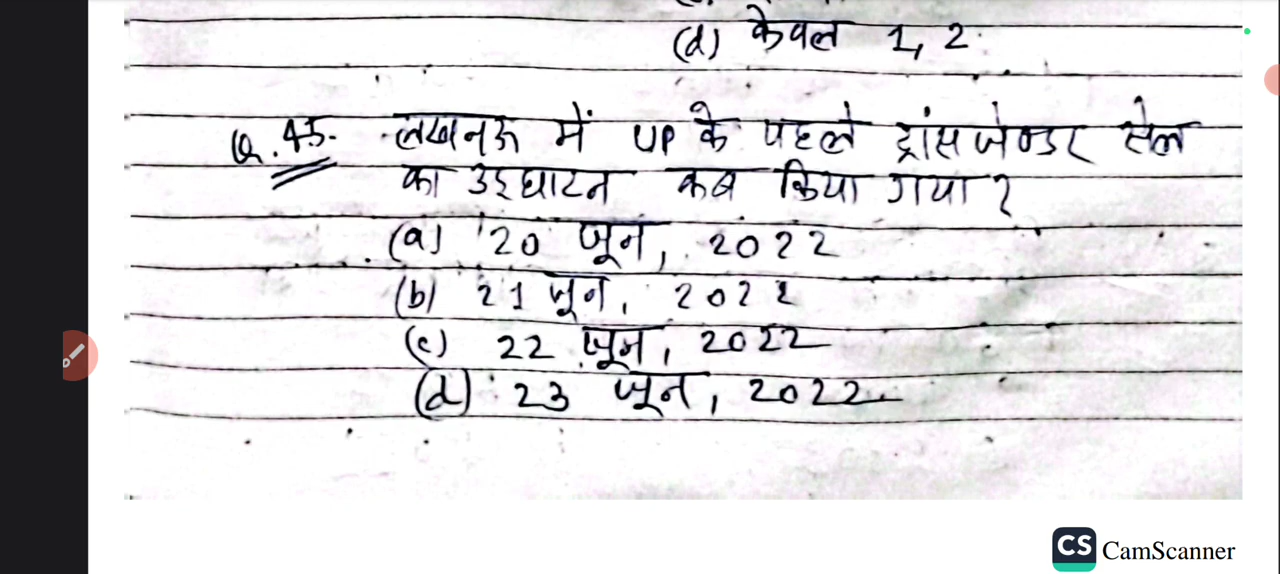 (d) केवल 1, 2
Q.45. लखनऊ में UP के पहले ट्रांसजेण्डर सेल
का उद्घाटन कब किया गया?
(a) 20 जून, 2022
(b) 21 जून, 2022
(c) 22 जून, 2022
(d) 23 जून, 2022
CS CamScanner